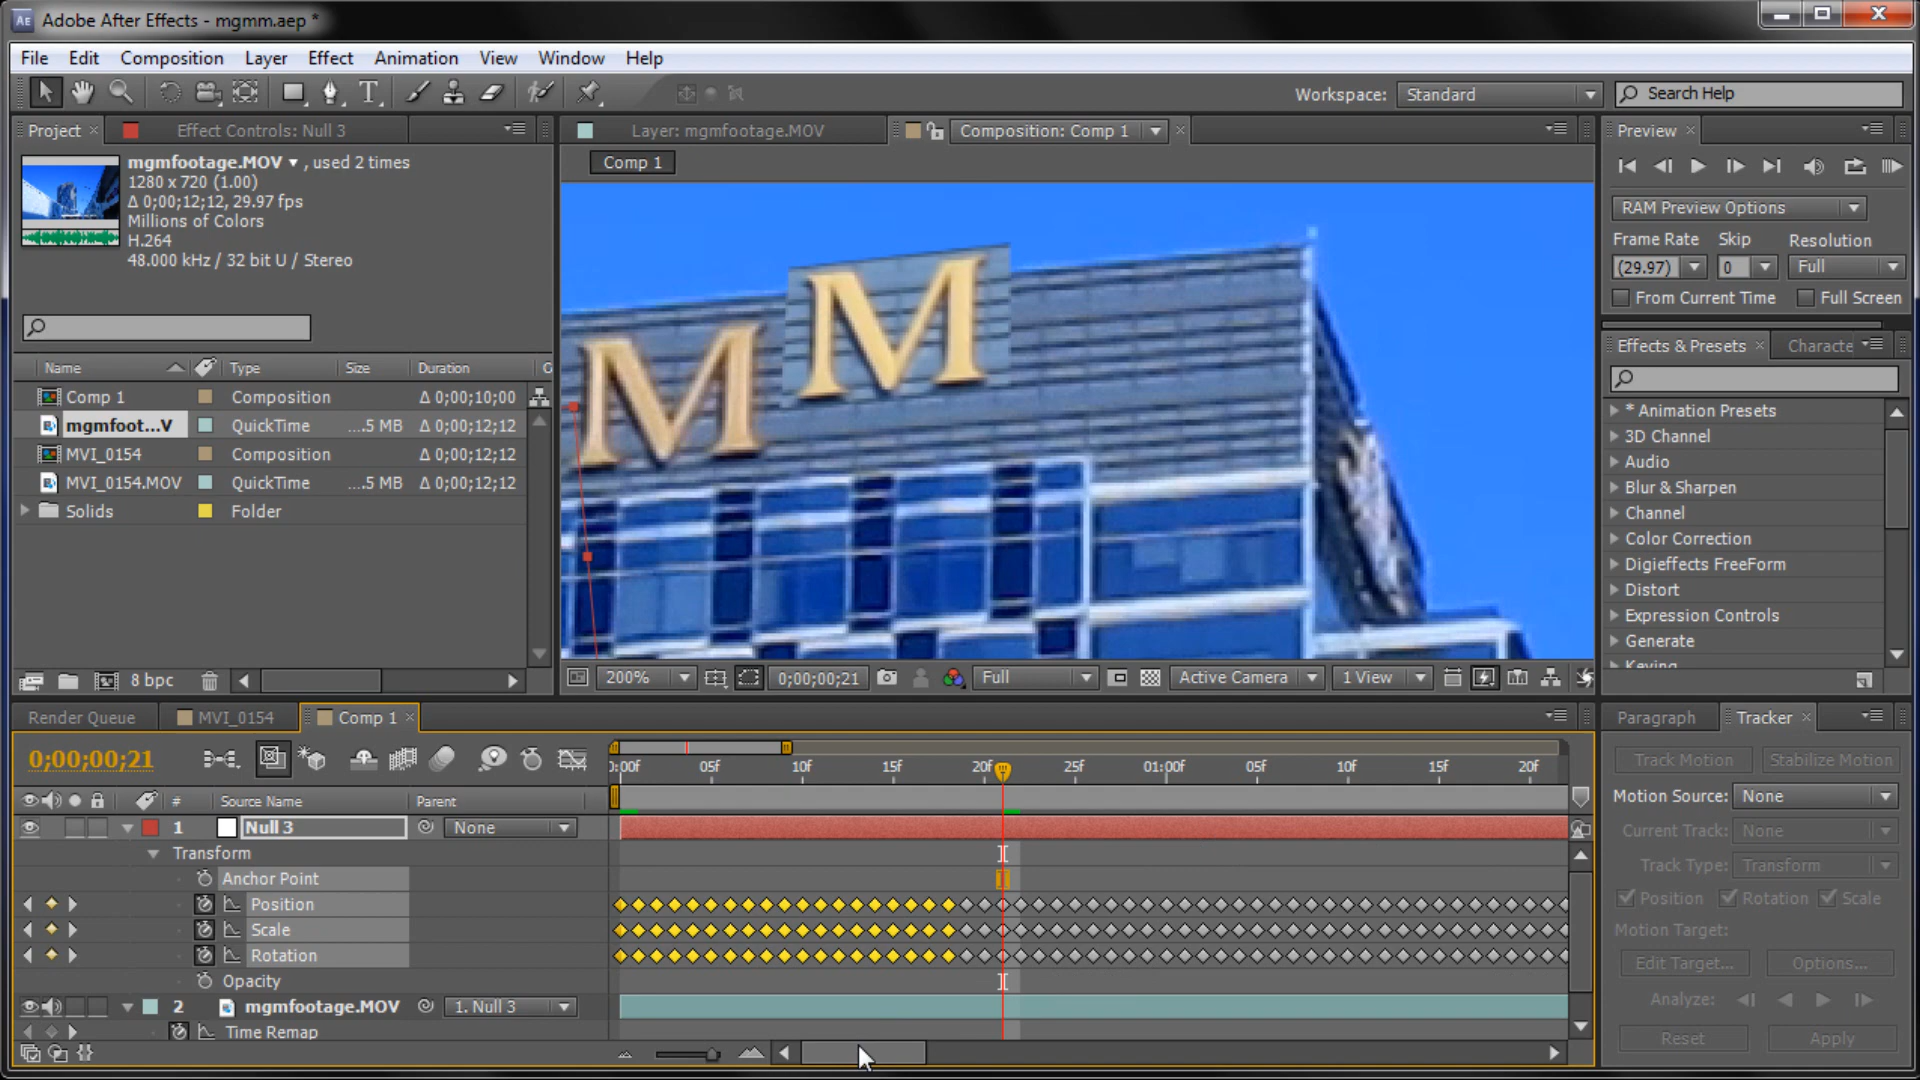 Adobe After Effects - mgmm.aep *
File Edit Composition Layer Effect Animation View Window Help
Workspace: Standard Search Help
Project × Effect Controls: Null 3
Layer: mgmfootage.MOV Composition: Comp 1
Preview ×
mgmfootage.MOV ▼ , used 2 times
1280 x 720 (1.00)
Δ 0;00;12;12, 29.97 fps
Millions of Colors
H.264
48.000 kHz / 32 bit U / Stereo
Comp 1
M M
RAM Preview Options
Frame Rate Skip Resolution
(29.97) 0 Full
From Current Time Full Screen
Effects & Presets × Characte
* Animation Presets
3D Channel
Audio
Blur & Sharpen
Channel
Color Correction
Digieffects FreeForm
Distort
Expression Controls
Generate
Keying
Name Type Size Duration
Comp 1 Composition Δ 0;00;10;00
mgmfoot...V QuickTime ....5 MB Δ 0;00;12;12
MVI_0154 Composition Δ 0;00;12;12
MVI_0154.MOV QuickTime ....5 MB Δ 0;00;12;12
Solids Folder
8 bpc
200% 0;00;00;21 Full Active Camera 1 View
Render Queue MVI_0154 Comp 1 ×
0;00;00;21
0:00f 05f 10f 15f 20f 25f 01:00f 05f 10f 15f 20f
# Source Name Parent
1 Null 3 None
Transform
Anchor Point
Position
Scale
Rotation
Opacity
2 mgmfootage.MOV 1. Null 3
Time Remap
Paragraph Tracker ×
Track Motion Stabilize Motion
Motion Source: None
Current Track: None
Track Type: Transform
Position Rotation Scale
Motion Target:
Edit Target... Options...
Analyze:
Reset Apply